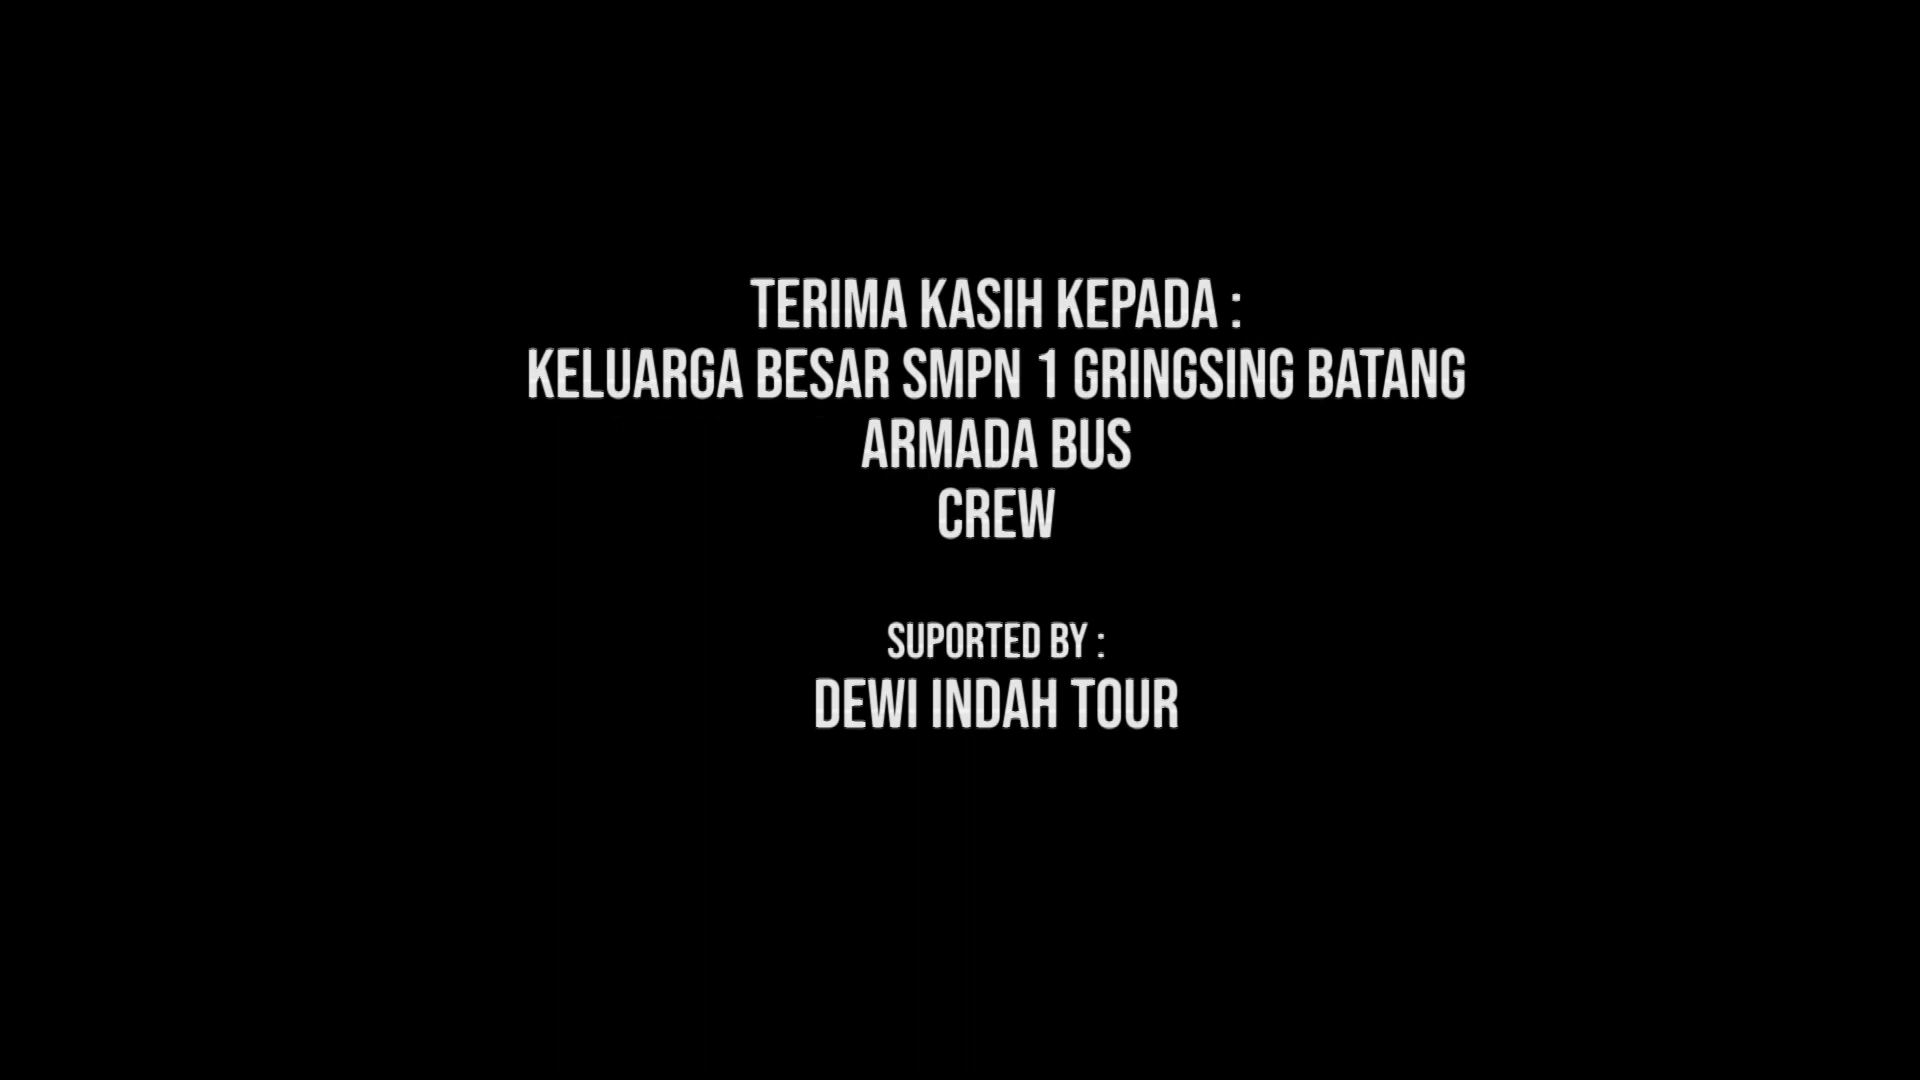 TERIMA KASIH KEPADA :
KELUARGA BESAR SMPN 1 GRINGSING BATANG
ARMADA BUS
CREW
SUPORTED BY :
DEWI INDAH TOUR